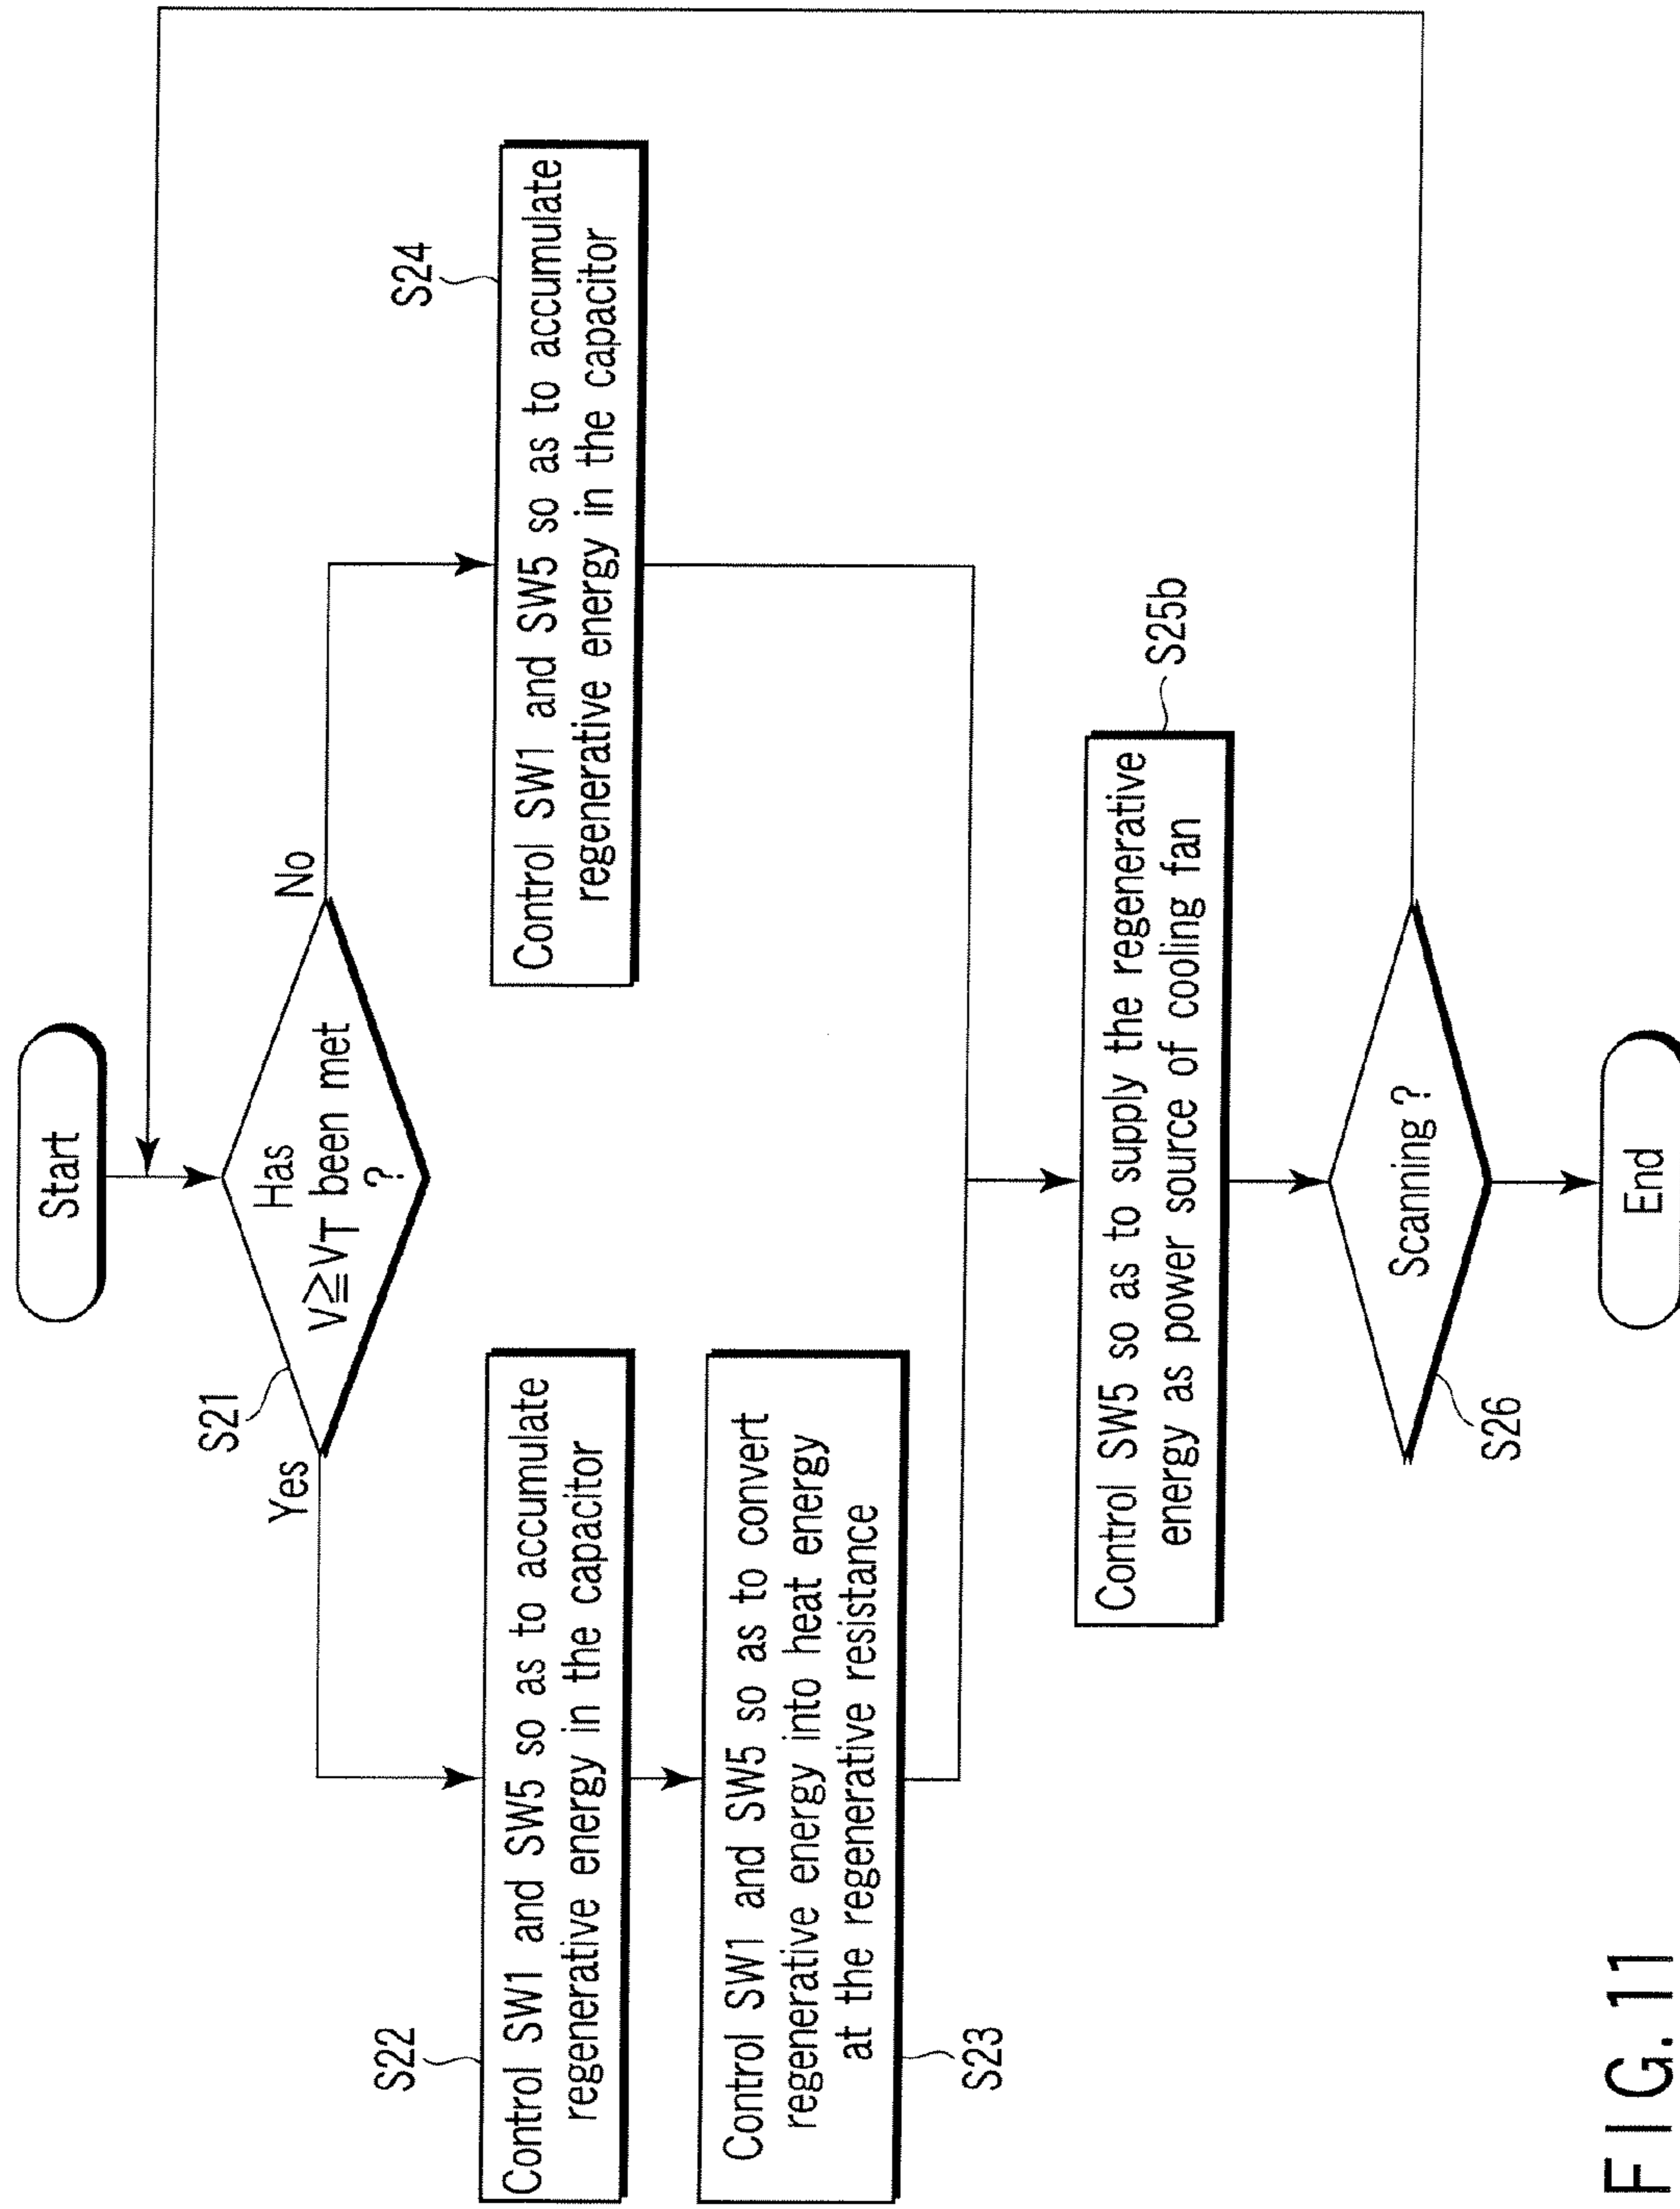 Start
S21
Has
V≧VT been met
?
Yes
No
S22
Control SW1 and SW5 so as to accumulate
regenerative energy in the capacitor
S24
Control SW1 and SW5 so as to accumulate
regenerative energy in the capacitor
Control SW1 and SW5 so as to convert
regenerative energy into heat energy
at the regenerative resistance
S23
S25b
Control SW5 so as to supply the regenerative
energy as power source of cooling fan
Scanning ?
S26
End
FIG. 11